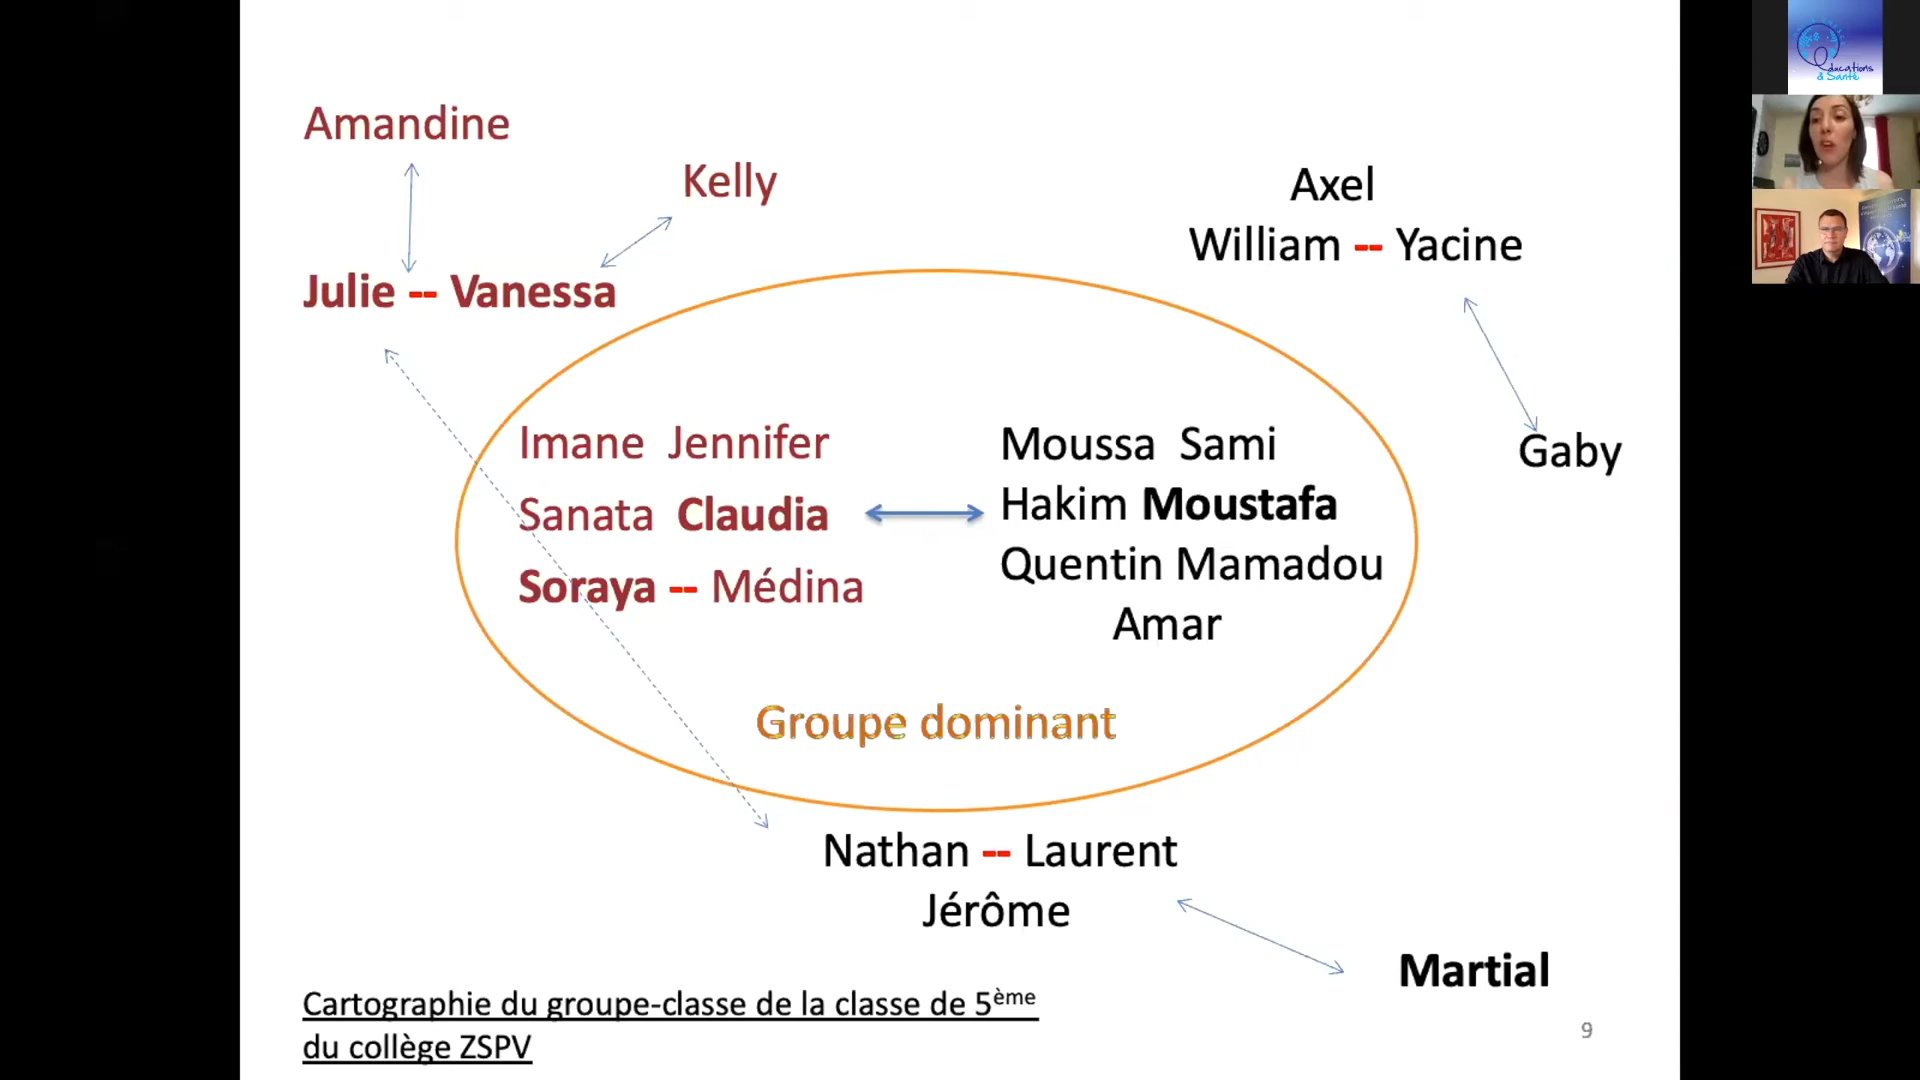 Amandine
Kelly
Julie -- Vanessa
Axel
William -- Yacine
Gaby
Imane Jennifer
Sanata Claudia
Soraya -- Médina
Moussa Sami
Hakim Moustafa
Quentin Mamadou
Amar
Groupe dominant
Nathan -- Laurent
Jérôme
Martial
Cartographie du groupe-classe de la classe de 5ème
du collège ZSPV
9
ducations
& Santé